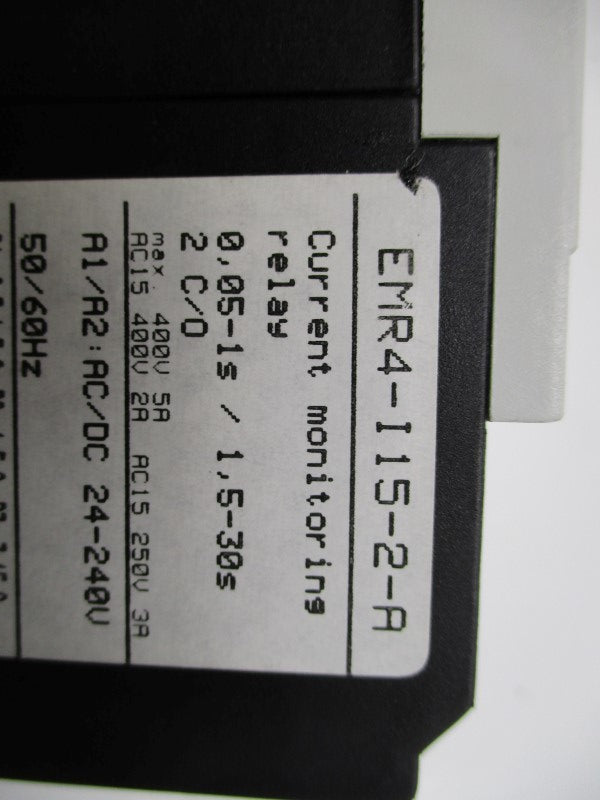 EMR4-I15-2-A
Current monitoring
relay
0,05-1s / 1,5-30s
2 C/O
max. 400V 5A
AC15 400V 2A AC15 250V 3A
A1/A2:AC/DC 24-240V
50/60Hz